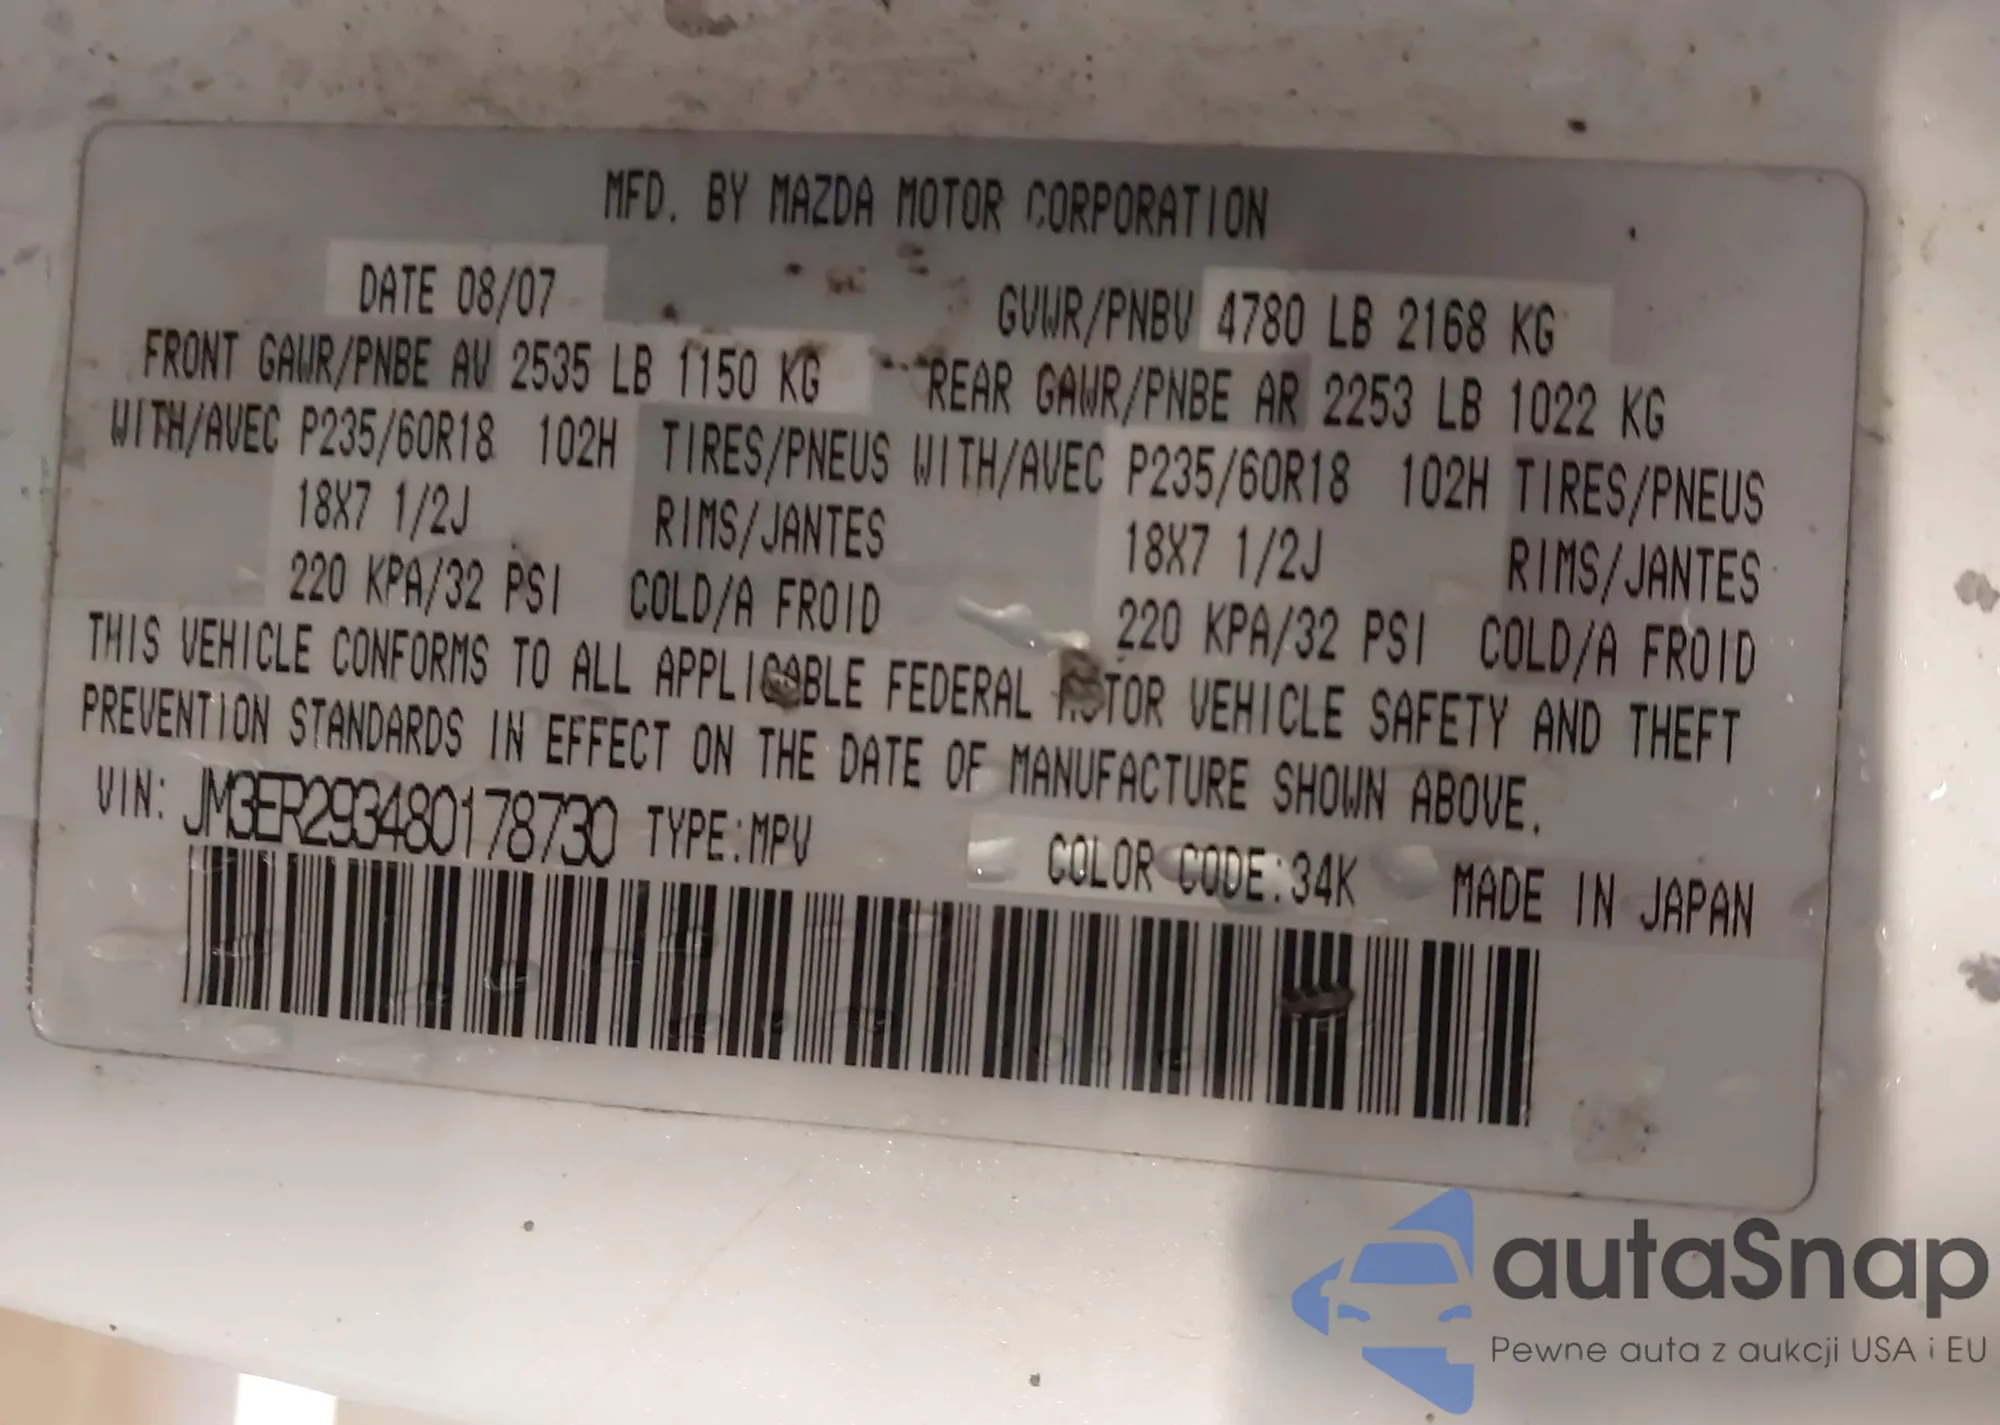 MFD. BY MAZDA MOTOR CORPORATION
DATE 08/07 GVWR/PNBV 4780 LB 2168 KG
FRONT GAWR/PNBE AV 2535 LB 1150 KG REAR GAWR/PNBE AR 2253 LB 1022 KG
WITH/AVEC P235/60R18 102H TIRES/PNEUS WITH/AVEC P235/60R18 102H TIRES/PNEUS
18X7 1/2J RIMS/JANTES 18X7 1/2J RIMS/JANTES
220 KPA/32 PSI COLD/A FROID 220 KPA/32 PSI COLD/A FROID
THIS VEHICLE CONFORMS TO ALL APPLICABLE FEDERAL MOTOR VEHICLE SAFETY AND THEFT
PREVENTION STANDARDS IN EFFECT ON THE DATE OF MANUFACTURE SHOWN ABOVE.
VIN: JM3ER293480178730 TYPE:MPV COLOR CODE:34K MADE IN JAPAN
autaSnap
Pewne auta z aukcji USA i EU